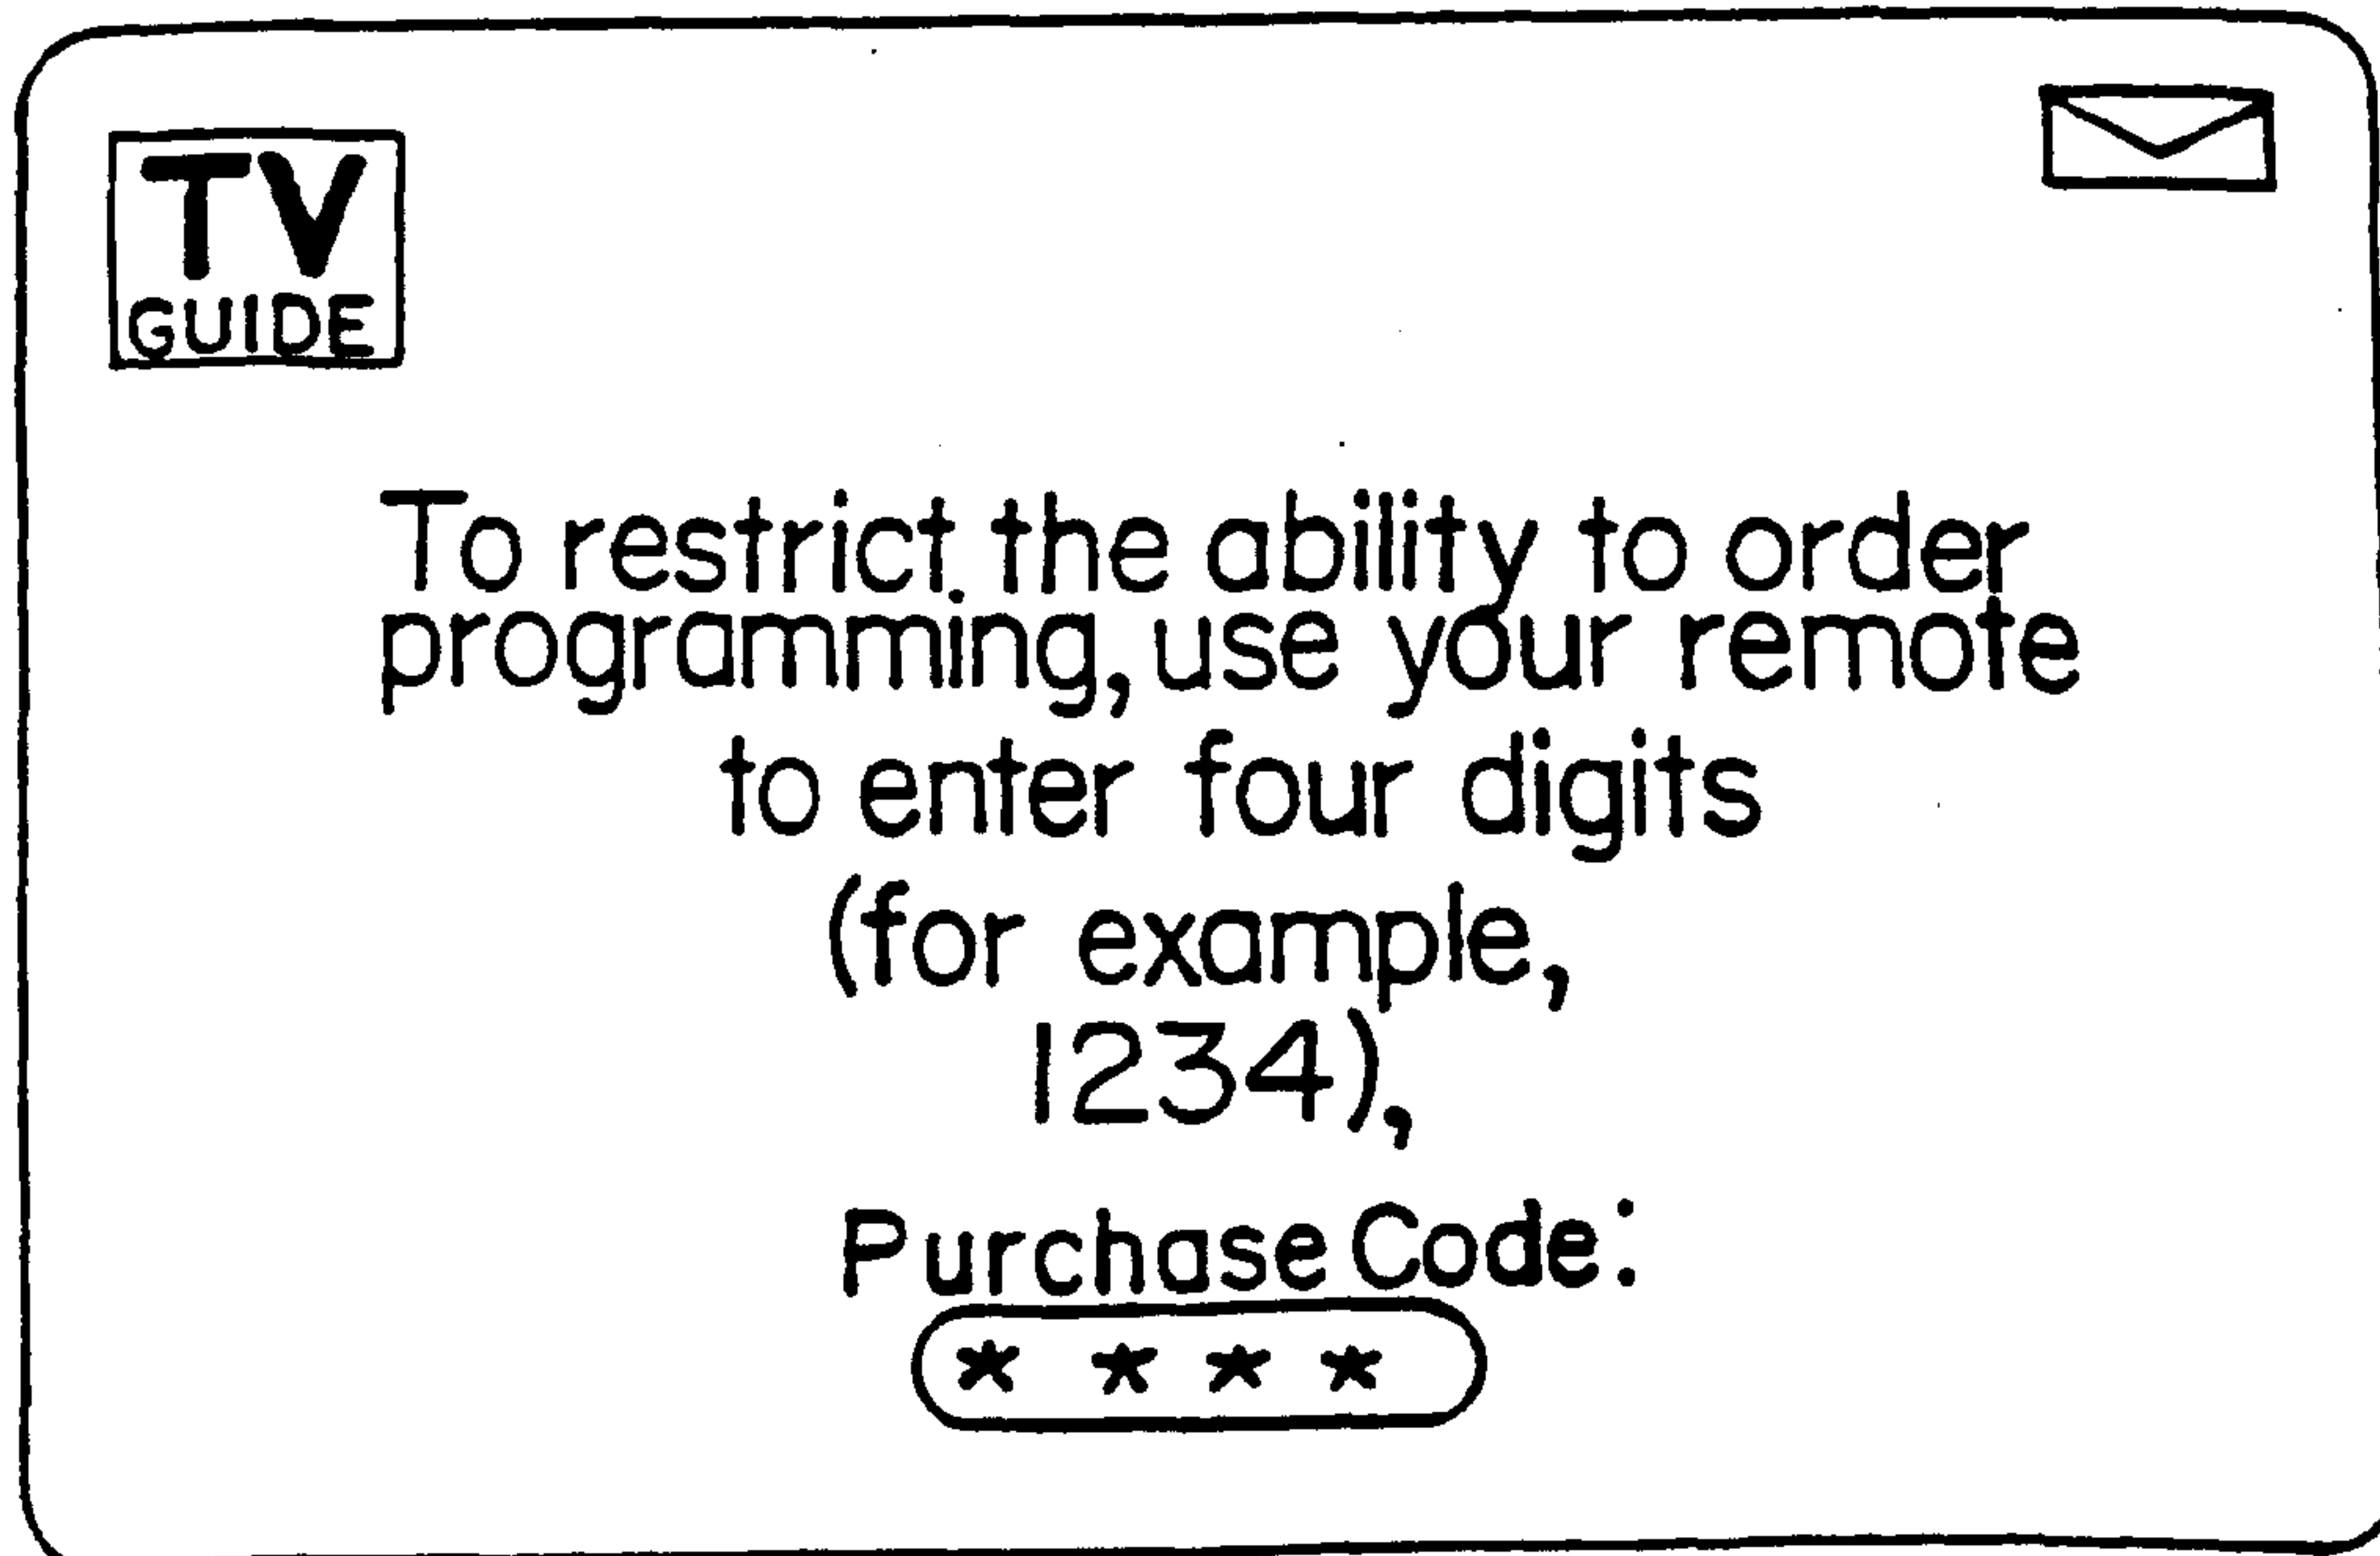 TV
GUIDE
To restrict the ability to order
programming, use your remote
to enter four digits
(for example,
1234),
Purchase Code:
* * * *